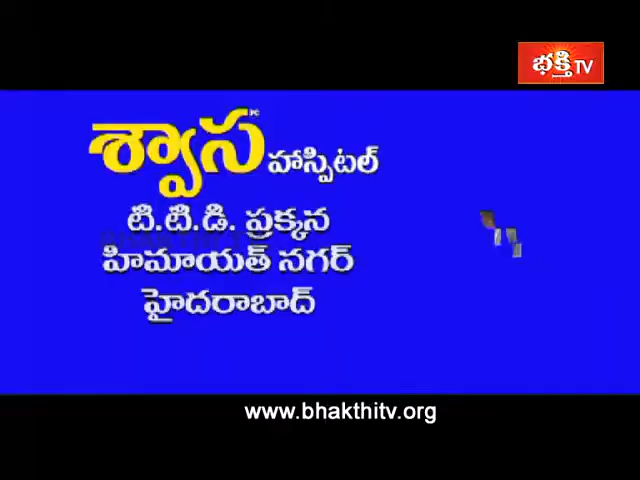 భక్తి TV
శ్వాస హాస్పిటల్
టి.టి.డి. ప్రక్కన
హిమాయత్ నగర్
హైదరాబాద్
www.bhakthitv.org